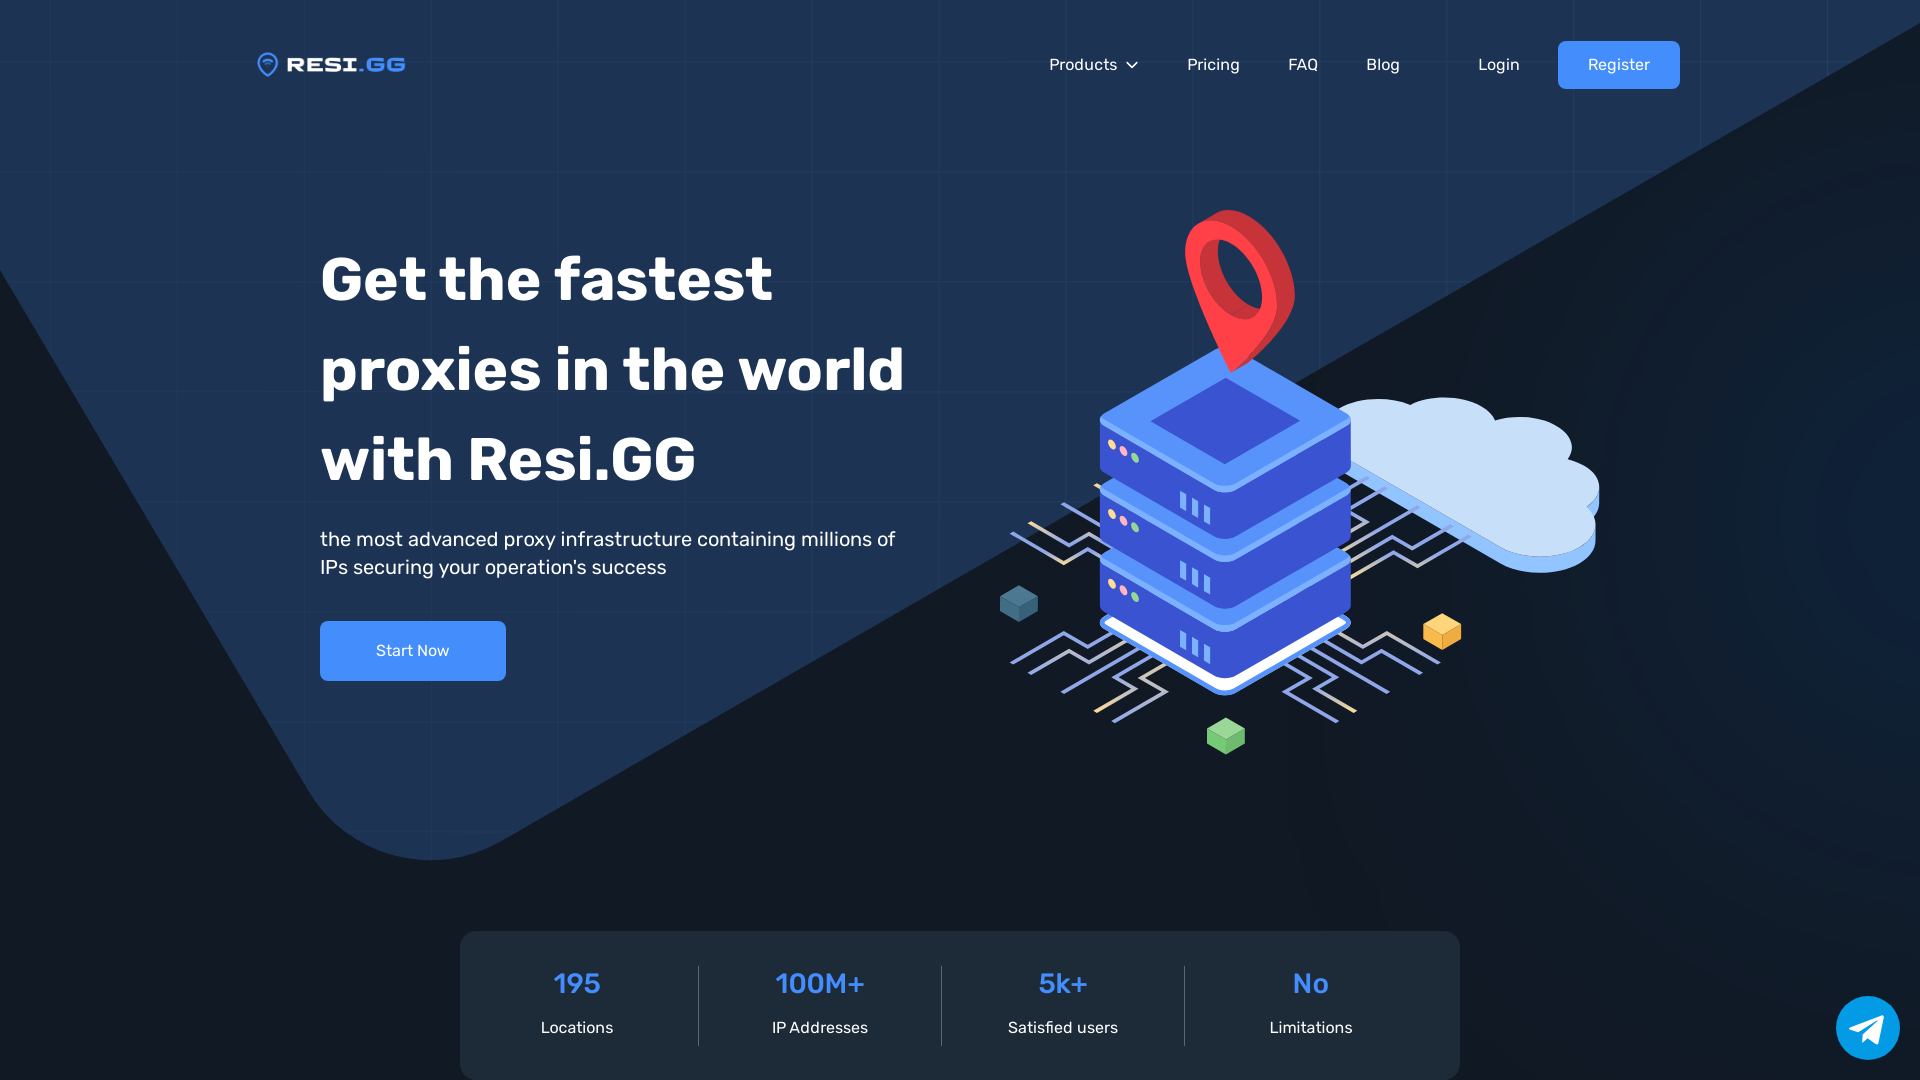 RESI.GG
Products
Pricing
FAQ
Blog
Login
Register
Get the fastest
proxies in the world
with Resi.GG
the most advanced proxy infrastructure containing millions of
IPs securing your operation's success
Start Now
195
Locations
100M+
IP Addresses
5k+
Satisfied users
No
Limitations